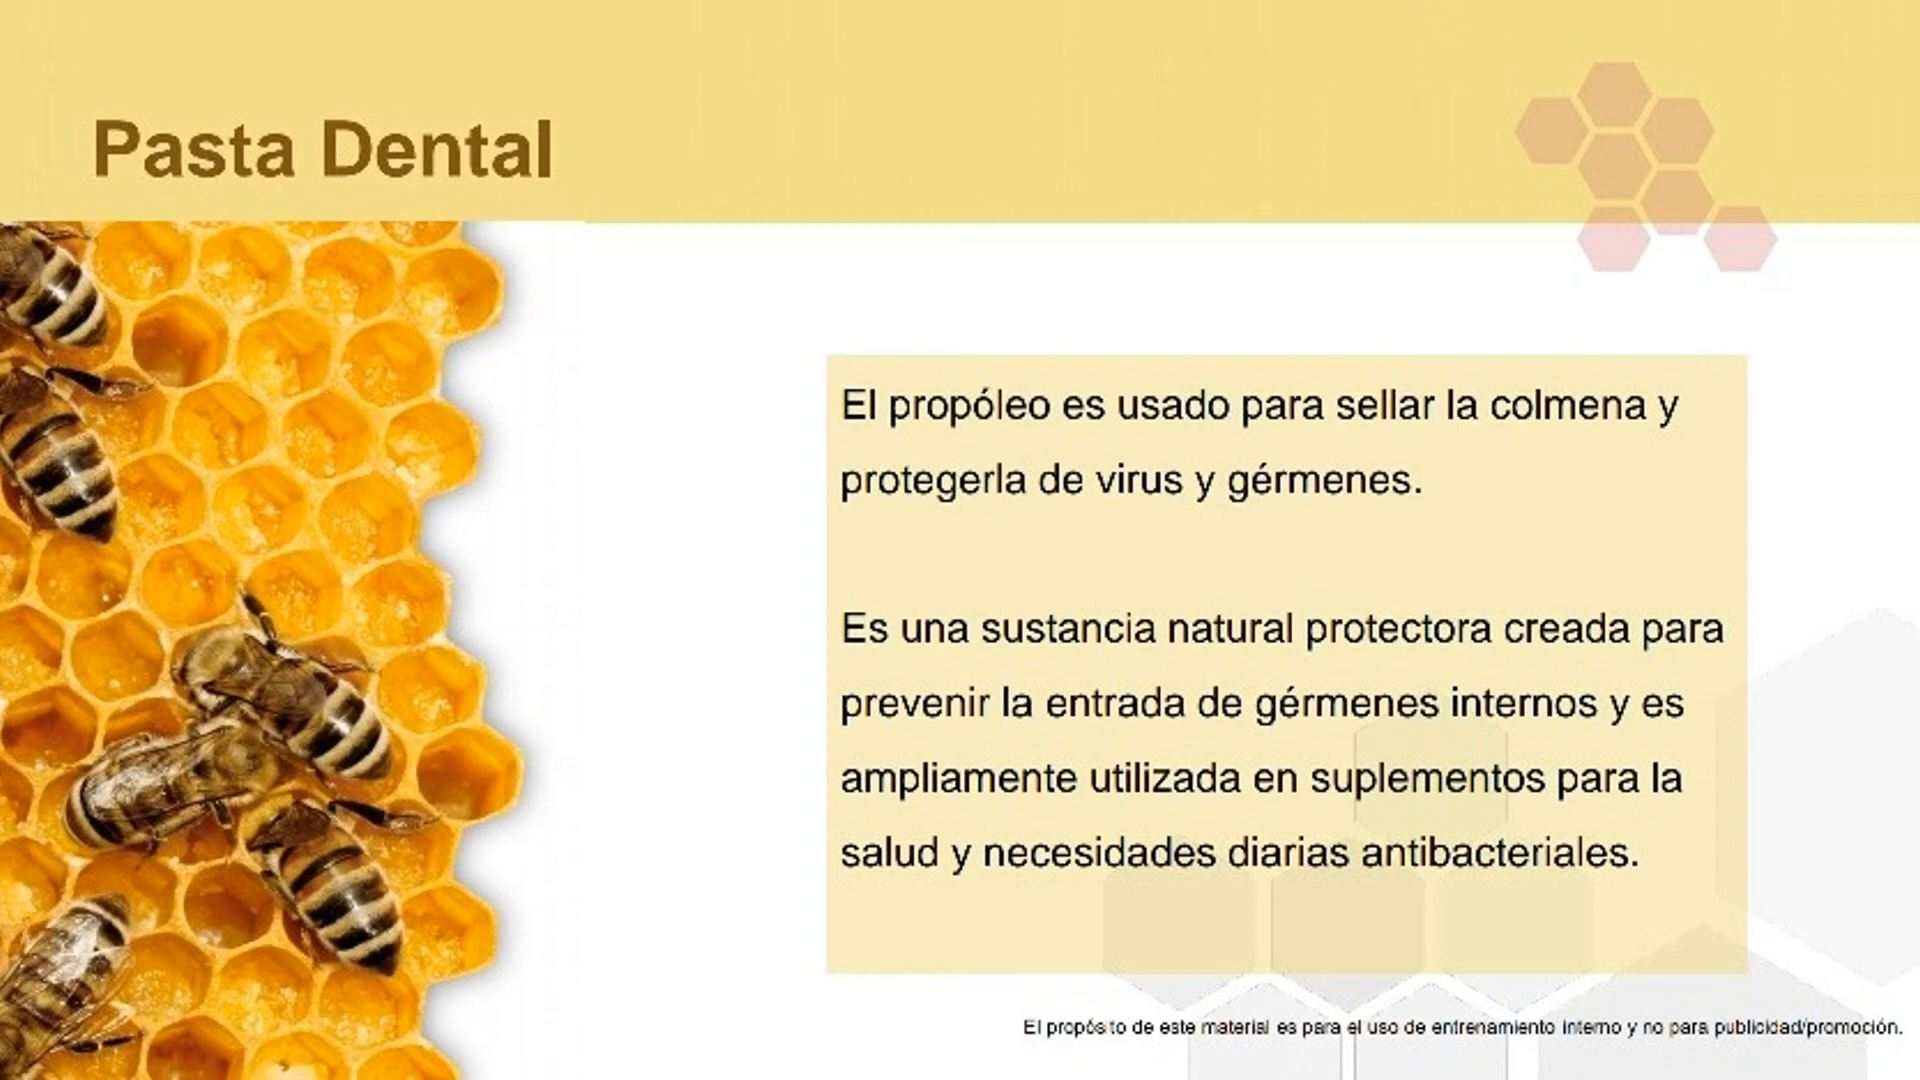 Pasta Dental
El propóleo es usado para sellar la colmena y
protegerla de virus y gérmenes.
Es una sustancia natural protectora creada para
prevenir la entrada de gérmenes internos y es
ampliamente utilizada en suplementos para la
salud y necesidades diarias antibacteriales.
El propósito de este material es para el uso de entrenamiento interno y no para publicidad/promoción.